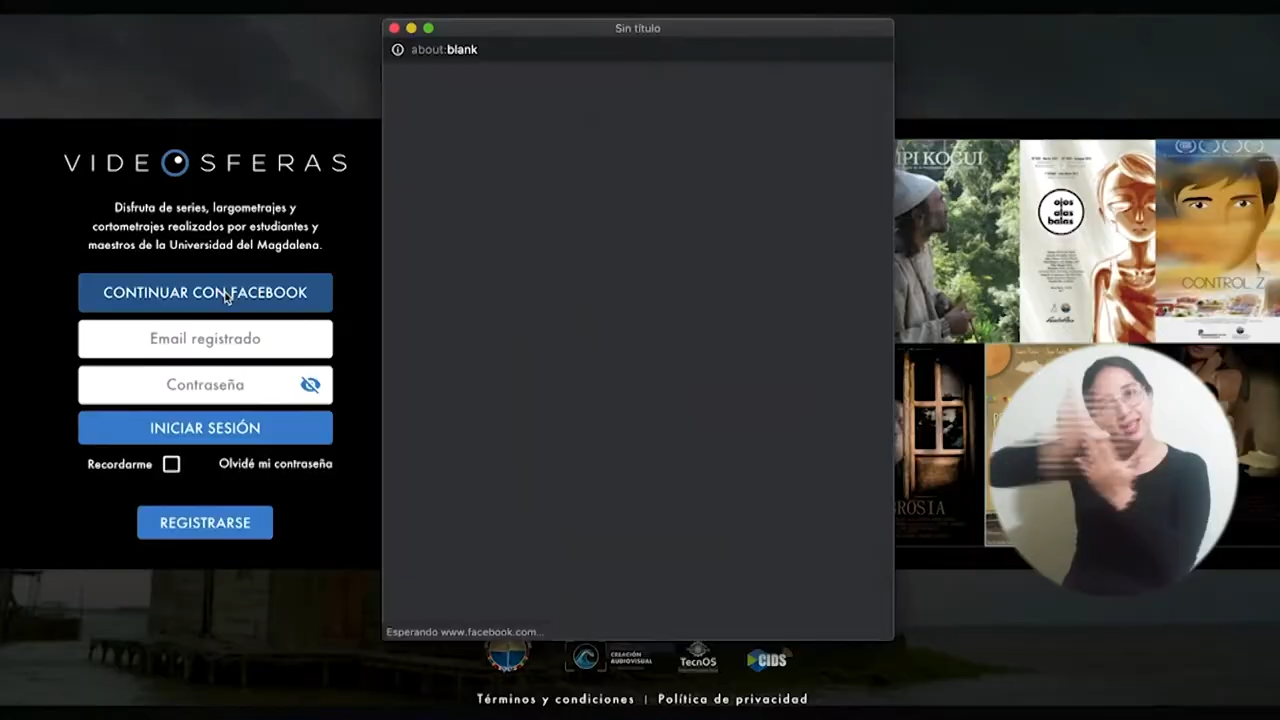 Sin título
about:blank
VIDEOSFERAS
Disfruta de series, largometrajes y
cortometrajes realizados por estudiantes y
maestros de la Universidad del Magdalena.
CONTINUAR CON FACEBOOK
Email registrado
Contraseña
INICIAR SESIÓN
Recordarme
Olvidé mi contraseña
REGISTRARSE
IPI KOGUI
ojos
alas
balas
CONTROL Z
ROSIA
Esperando www.facebook.com...
CREACIÓN
AUDIOVISUAL
TecnOS
CIDS
Términos y condiciones | Política de privacidad